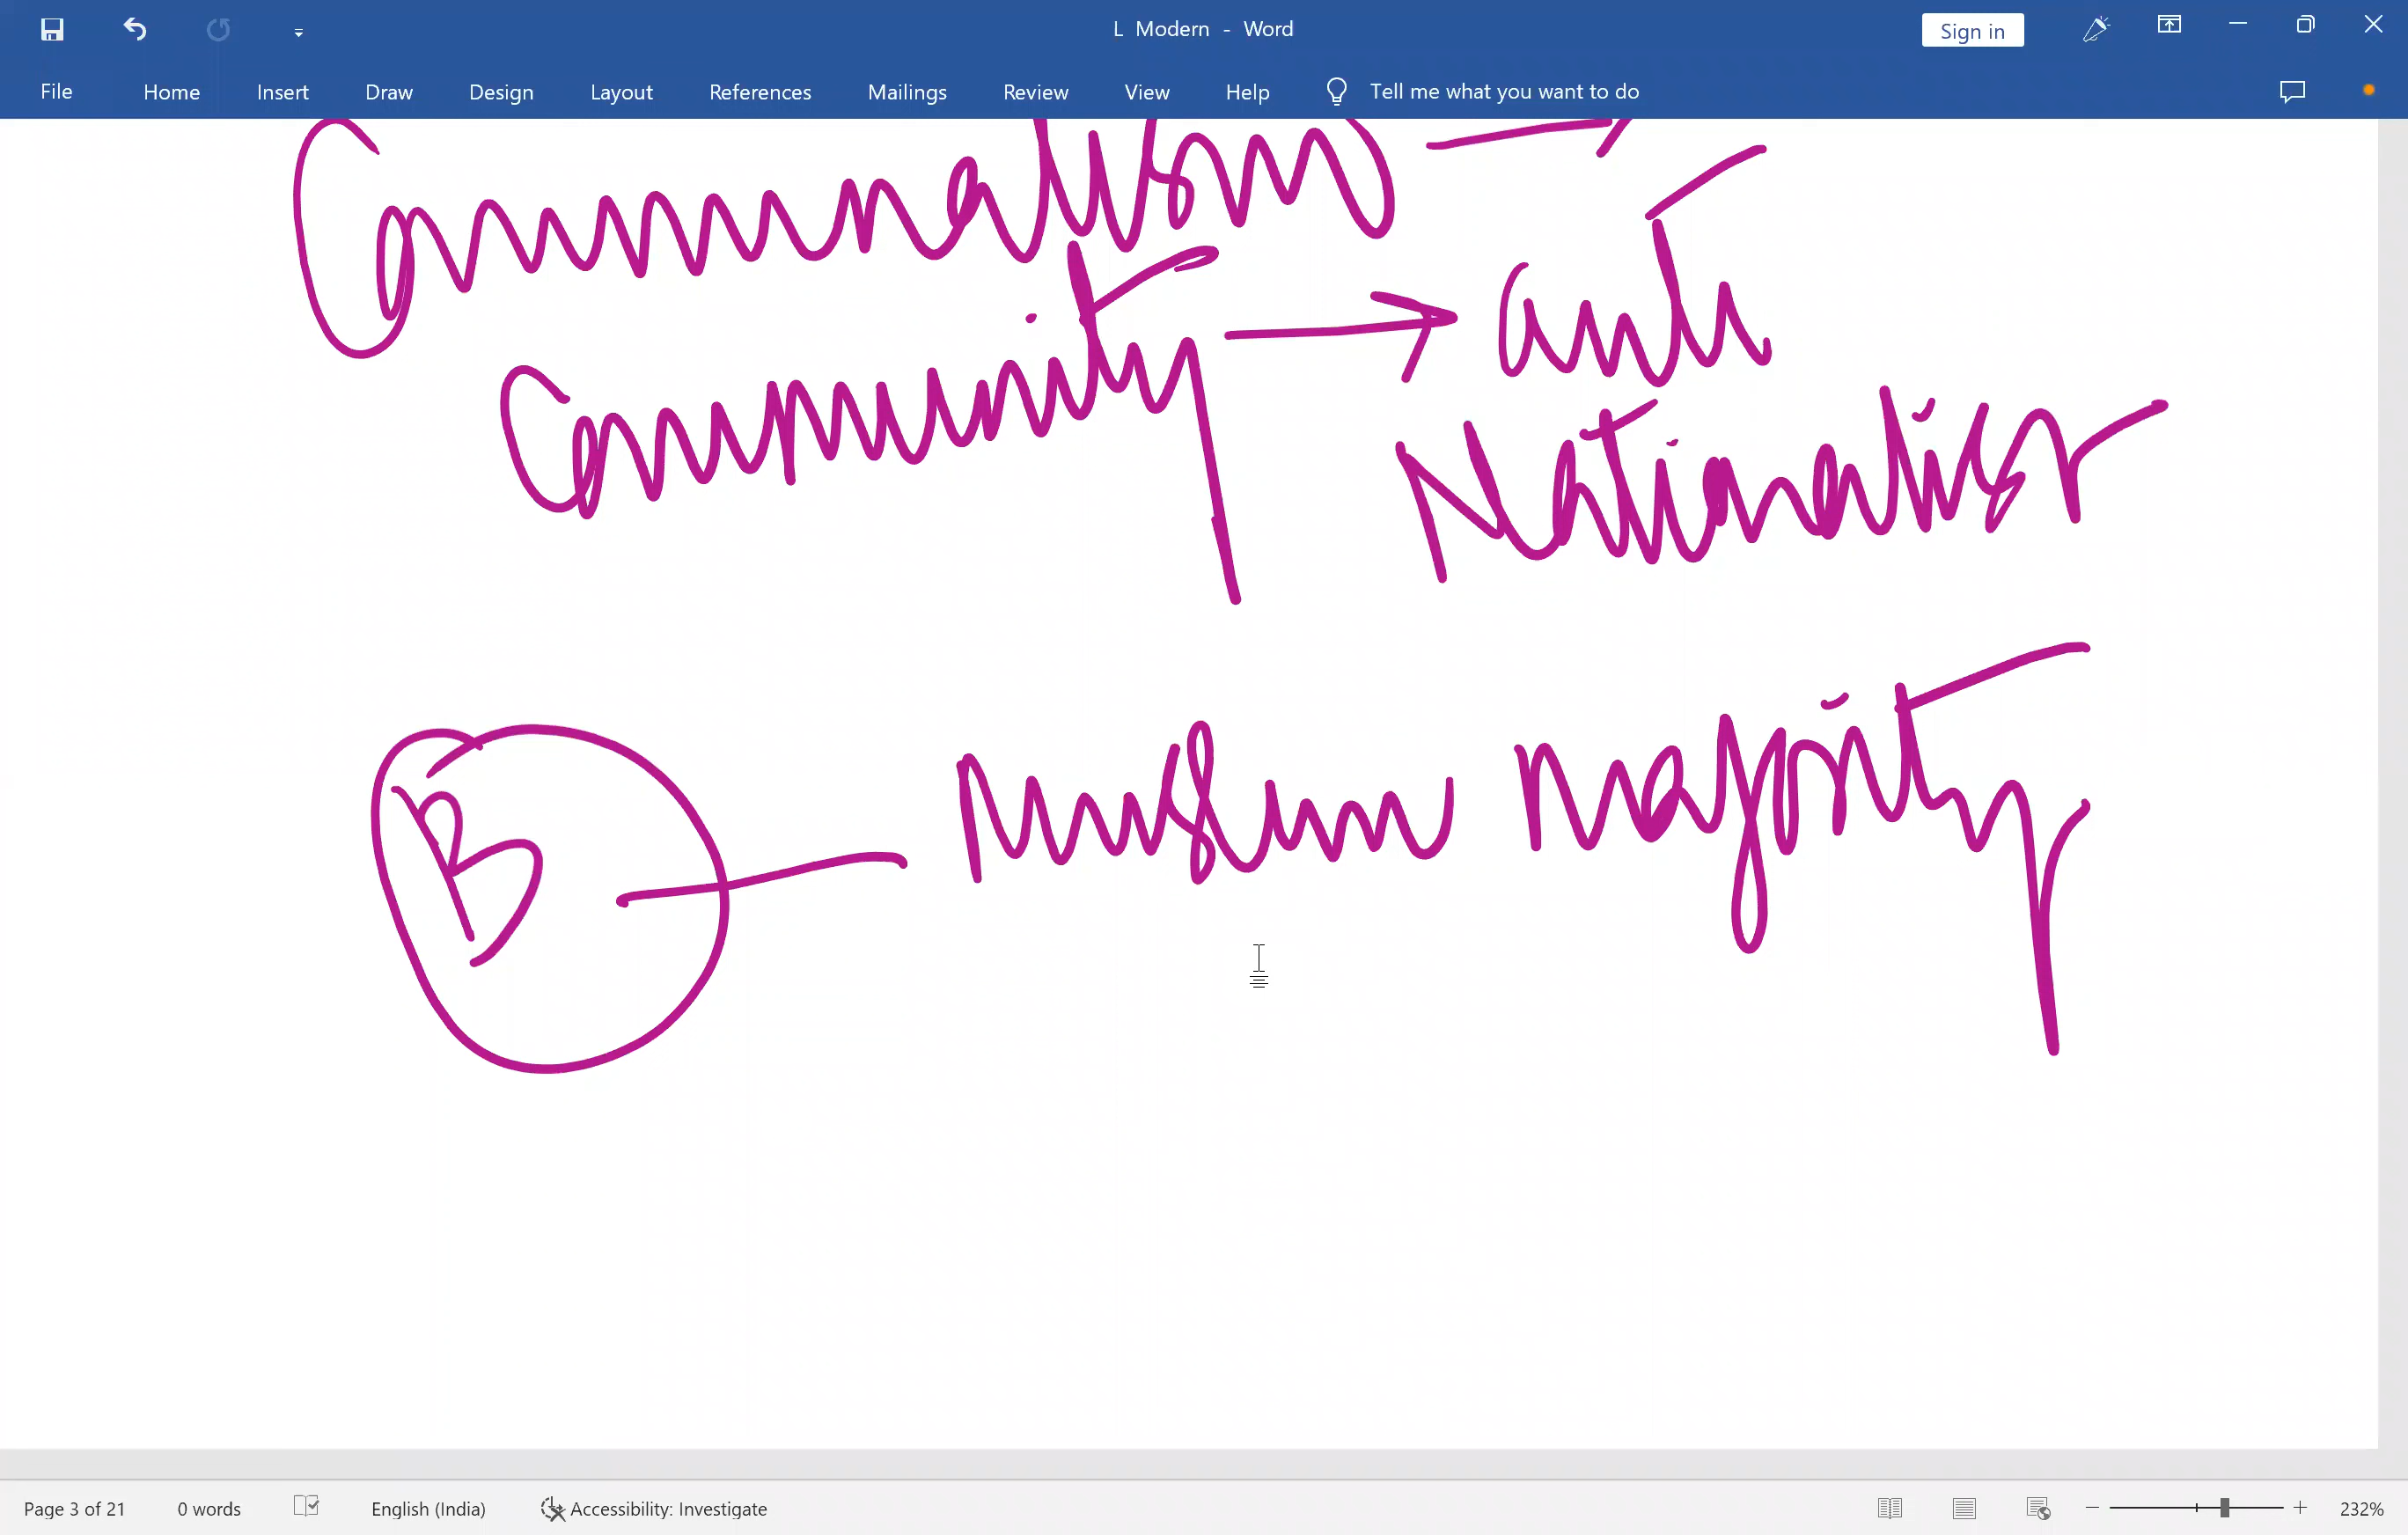 L Modern - Word
Sign in
File Home Insert Draw Design Layout References Mailings Review View Help Tell me what you want to do
Communalism →
Community → anti
Nationalism
B — Muslim Majority
Page 3 of 21 0 words English (India) Accessibility: Investigate 232%